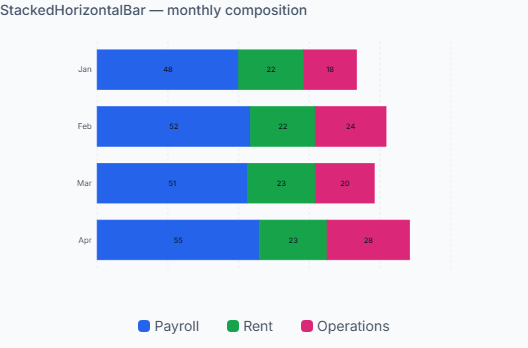 StackedHorizontalBar — monthly composition
Jan 48 22 18
Feb 52 22 24
Mar 51 23 20
Apr 55 23 28
Payroll Rent Operations